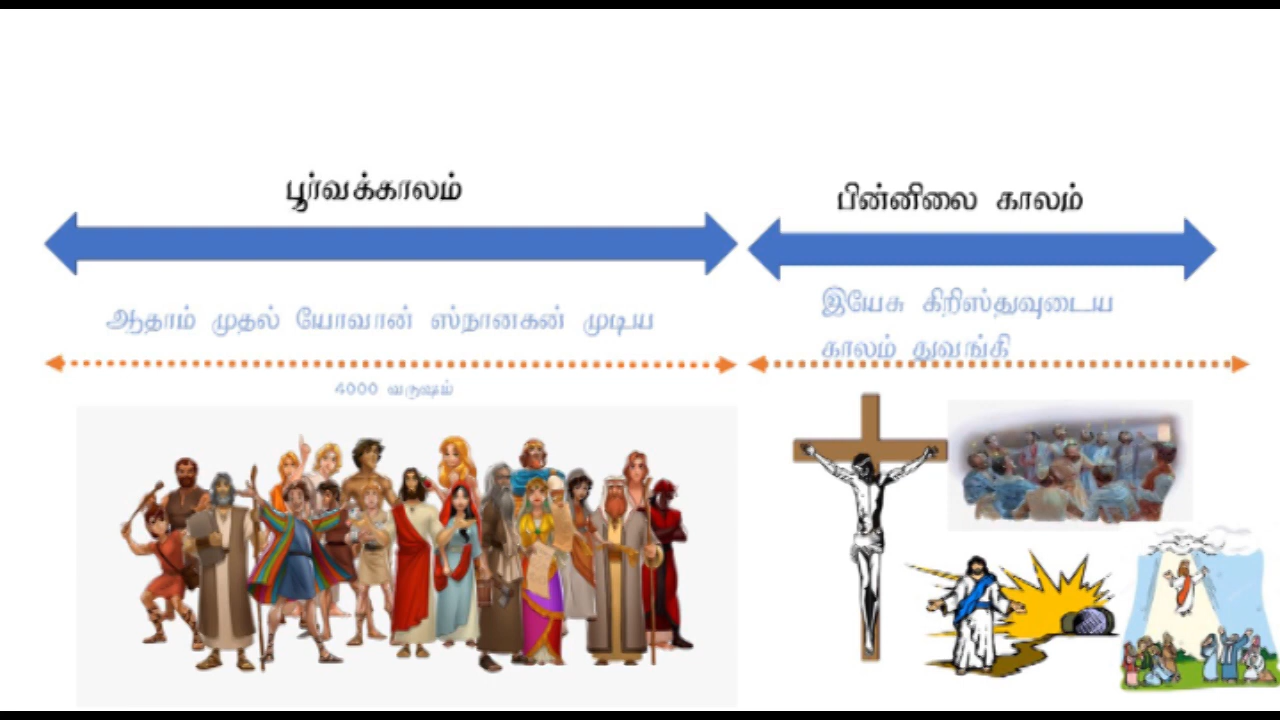 பூர்வக்காலம்
ஆதாம் முதல் யோவான் ஸ்நானகன் முடிய
4000 வருஷம்
பின்னிலை காலம்
இயேசு கிறிஸ்துவுடைய
காலம் துவங்கி